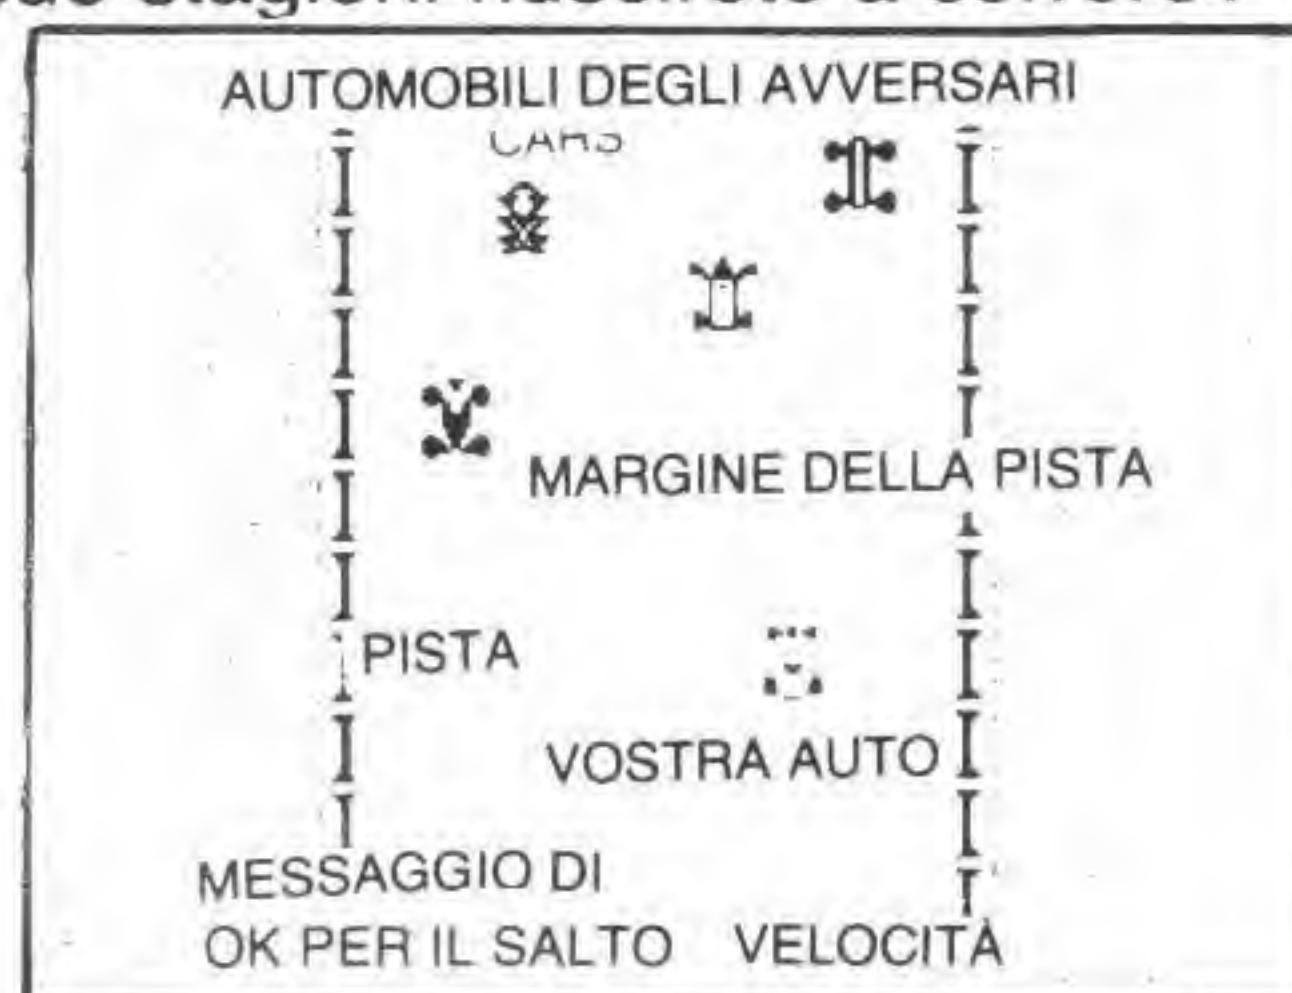 AUTOMOBILI DEGLI AVVERSARI
CARS
MARGINE DELLA PISTA
PISTA
VOSTRA AUTO
MESSAGGIO DI
OK PER IL SALTO VELOCITÀ